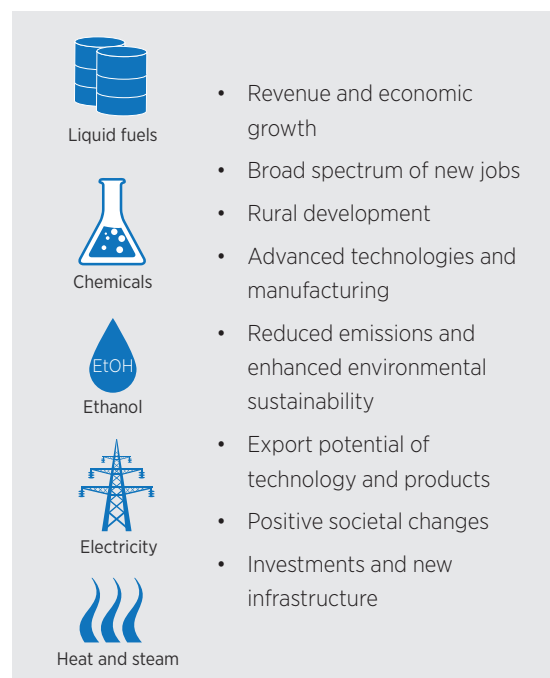 Liquid fuels
Chemicals
EtOH
Ethanol
Electricity
Heat and steam
• Revenue and economic
growth
• Broad spectrum of new jobs
• Rural development
• Advanced technologies and
manufacturing
• Reduced emissions and
enhanced environmental
sustainability
• Export potential of
technology and products
• Positive societal changes
• Investments and new
infrastructure